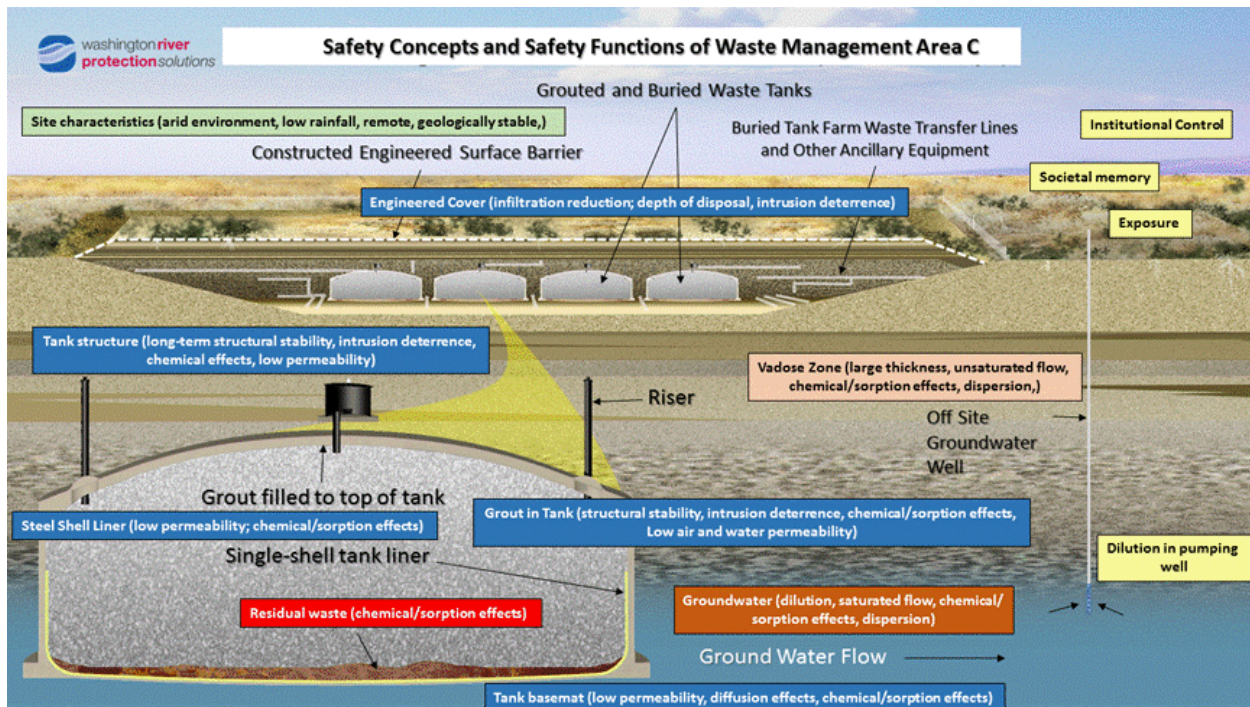 washingtonriver
protectionsolutions
Safety Concepts and Safety Functions of Waste Management Area C
Grouted and Buried Waste Tanks
Site characteristics (arid environment, low rainfall, remote, geologically stable,)
Constructed Engineered Surface Barrier
Buried Tank Farm Waste Transfer Lines
and Other Ancillary Equipment
Institutional Control
Societal memory
Engineered Cover (infiltration reduction; depth of disposal, intrusion deterrence)
Exposure
Tank structure (long-term structural stability, intrusion deterrence,
chemical effects, low permeability)
Vadose Zone (large thickness, unsaturated flow,
chemical/sorption effects, dispersion,)
Riser
Off Site
Groundwater
Well
Grout filled to top of tank
Steel Shell Liner (low permeability; chemical/sorption effects)
Grout in Tank (structural stability, intrusion deterrence, chemical/sorption effects,
Low air and water permeability)
Single-shell tank liner
Dilution in pumping
well
Residual waste (chemical/sorption effects)
Groundwater (dilution, saturated flow, chemical/
sorption effects, dispersion)
Ground Water Flow
Tank basemat (low permeability, diffusion effects, chemical/sorption effects)